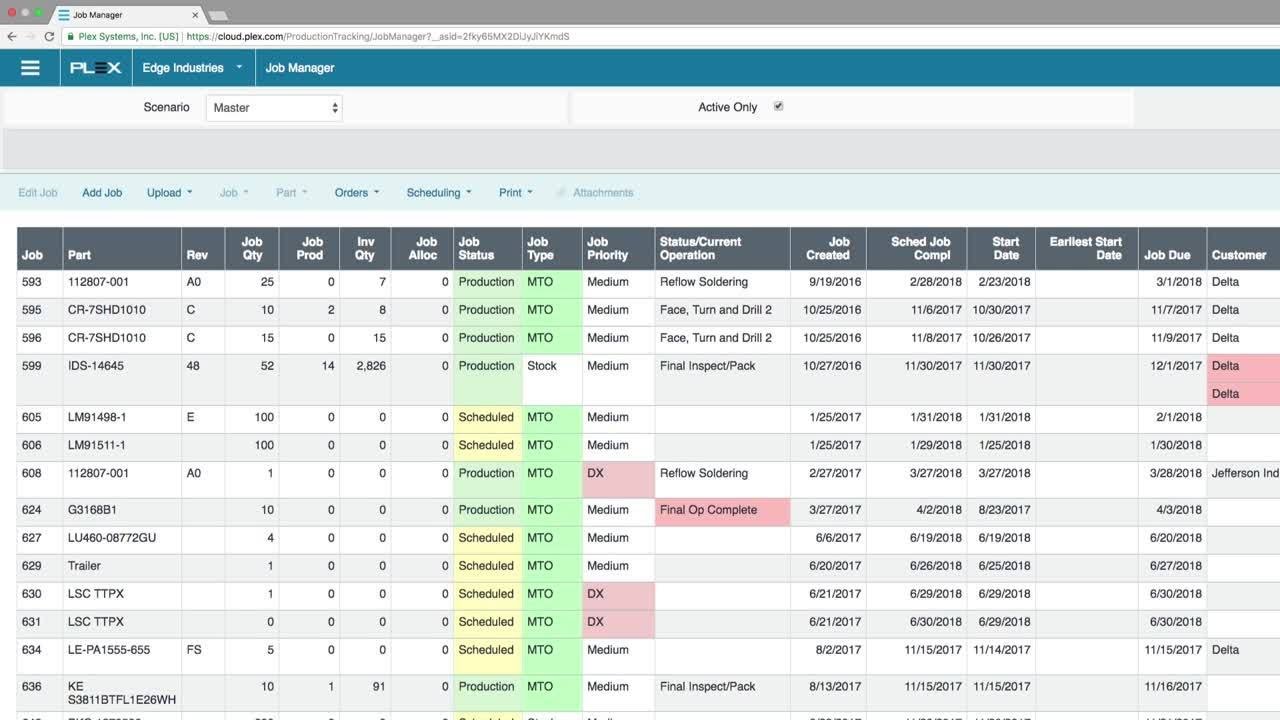 Job Manager
Plex Systems, Inc. [US] | https://cloud.plex.com/ProductionTracking/JobManager?__asid=2fky65MX2DiJyJiYKmdS
PLEX Edge Industries Job Manager
Scenario Master Active Only
Edit Job Add Job Upload Job Part Orders Scheduling Print Attachments
Job Part Rev Job Qty Job Prod Inv Qty Job Alloc Job Status Job Type Job Priority Status/Current Operation Job Created Sched Job Compl Start Date Earliest Start Date Job Due Customer
593 112807-001 A0 25 0 7 0 Production MTO Medium Reflow Soldering 9/19/2016 2/28/2018 2/23/2018 3/1/2018 Delta
595 CR-7SHD1010 C 10 2 8 0 Production MTO Medium Face, Turn and Drill 2 10/25/2016 11/6/2017 10/30/2017 11/7/2017 Delta
596 CR-7SHD1010 C 15 0 15 0 Production MTO Medium Face, Turn and Drill 2 10/25/2016 11/8/2017 10/26/2017 11/9/2017 Delta
599 IDS-14645 48 52 14 2,826 0 Production Stock Medium Final Inspect/Pack 10/27/2016 11/30/2017 11/30/2017 12/1/2017 Delta
Delta
605 LM91498-1 E 100 0 0 0 Scheduled MTO Medium 1/25/2017 1/31/2018 1/31/2018 2/1/2018
606 LM91511-1 100 0 0 0 Scheduled MTO Medium 1/25/2017 1/29/2018 1/25/2018 1/30/2018
608 112807-001 A0 1 0 0 0 Production MTO DX Reflow Soldering 2/27/2017 3/27/2018 3/27/2018 3/28/2018 Jefferson Ind
624 G3168B1 10 0 0 0 Production MTO Medium Final Op Complete 3/27/2017 4/2/2018 8/23/2017 4/3/2018
627 LU460-08772GU 4 0 0 0 Scheduled MTO Medium 6/6/2017 6/19/2018 6/19/2018 6/20/2018
629 Trailer 1 0 0 0 Scheduled MTO Medium 6/20/2017 6/26/2018 6/25/2018 6/27/2018
630 LSC TTPX 1 0 0 0 Scheduled MTO DX 6/21/2017 6/29/2018 6/29/2018 6/30/2018
631 LSC TTPX 0 0 0 0 Scheduled MTO DX 6/21/2017 6/30/2018 6/29/2018 6/30/2018
634 LE-PA1555-655 FS 5 0 0 0 Scheduled MTO Medium 8/2/2017 11/15/2017 11/14/2017 11/15/2017 Delta
636 KE S3811BTFL1E26WH 10 1 91 0 Production MTO Medium Final Inspect/Pack 8/13/2017 11/15/2017 11/15/2017 11/16/2017